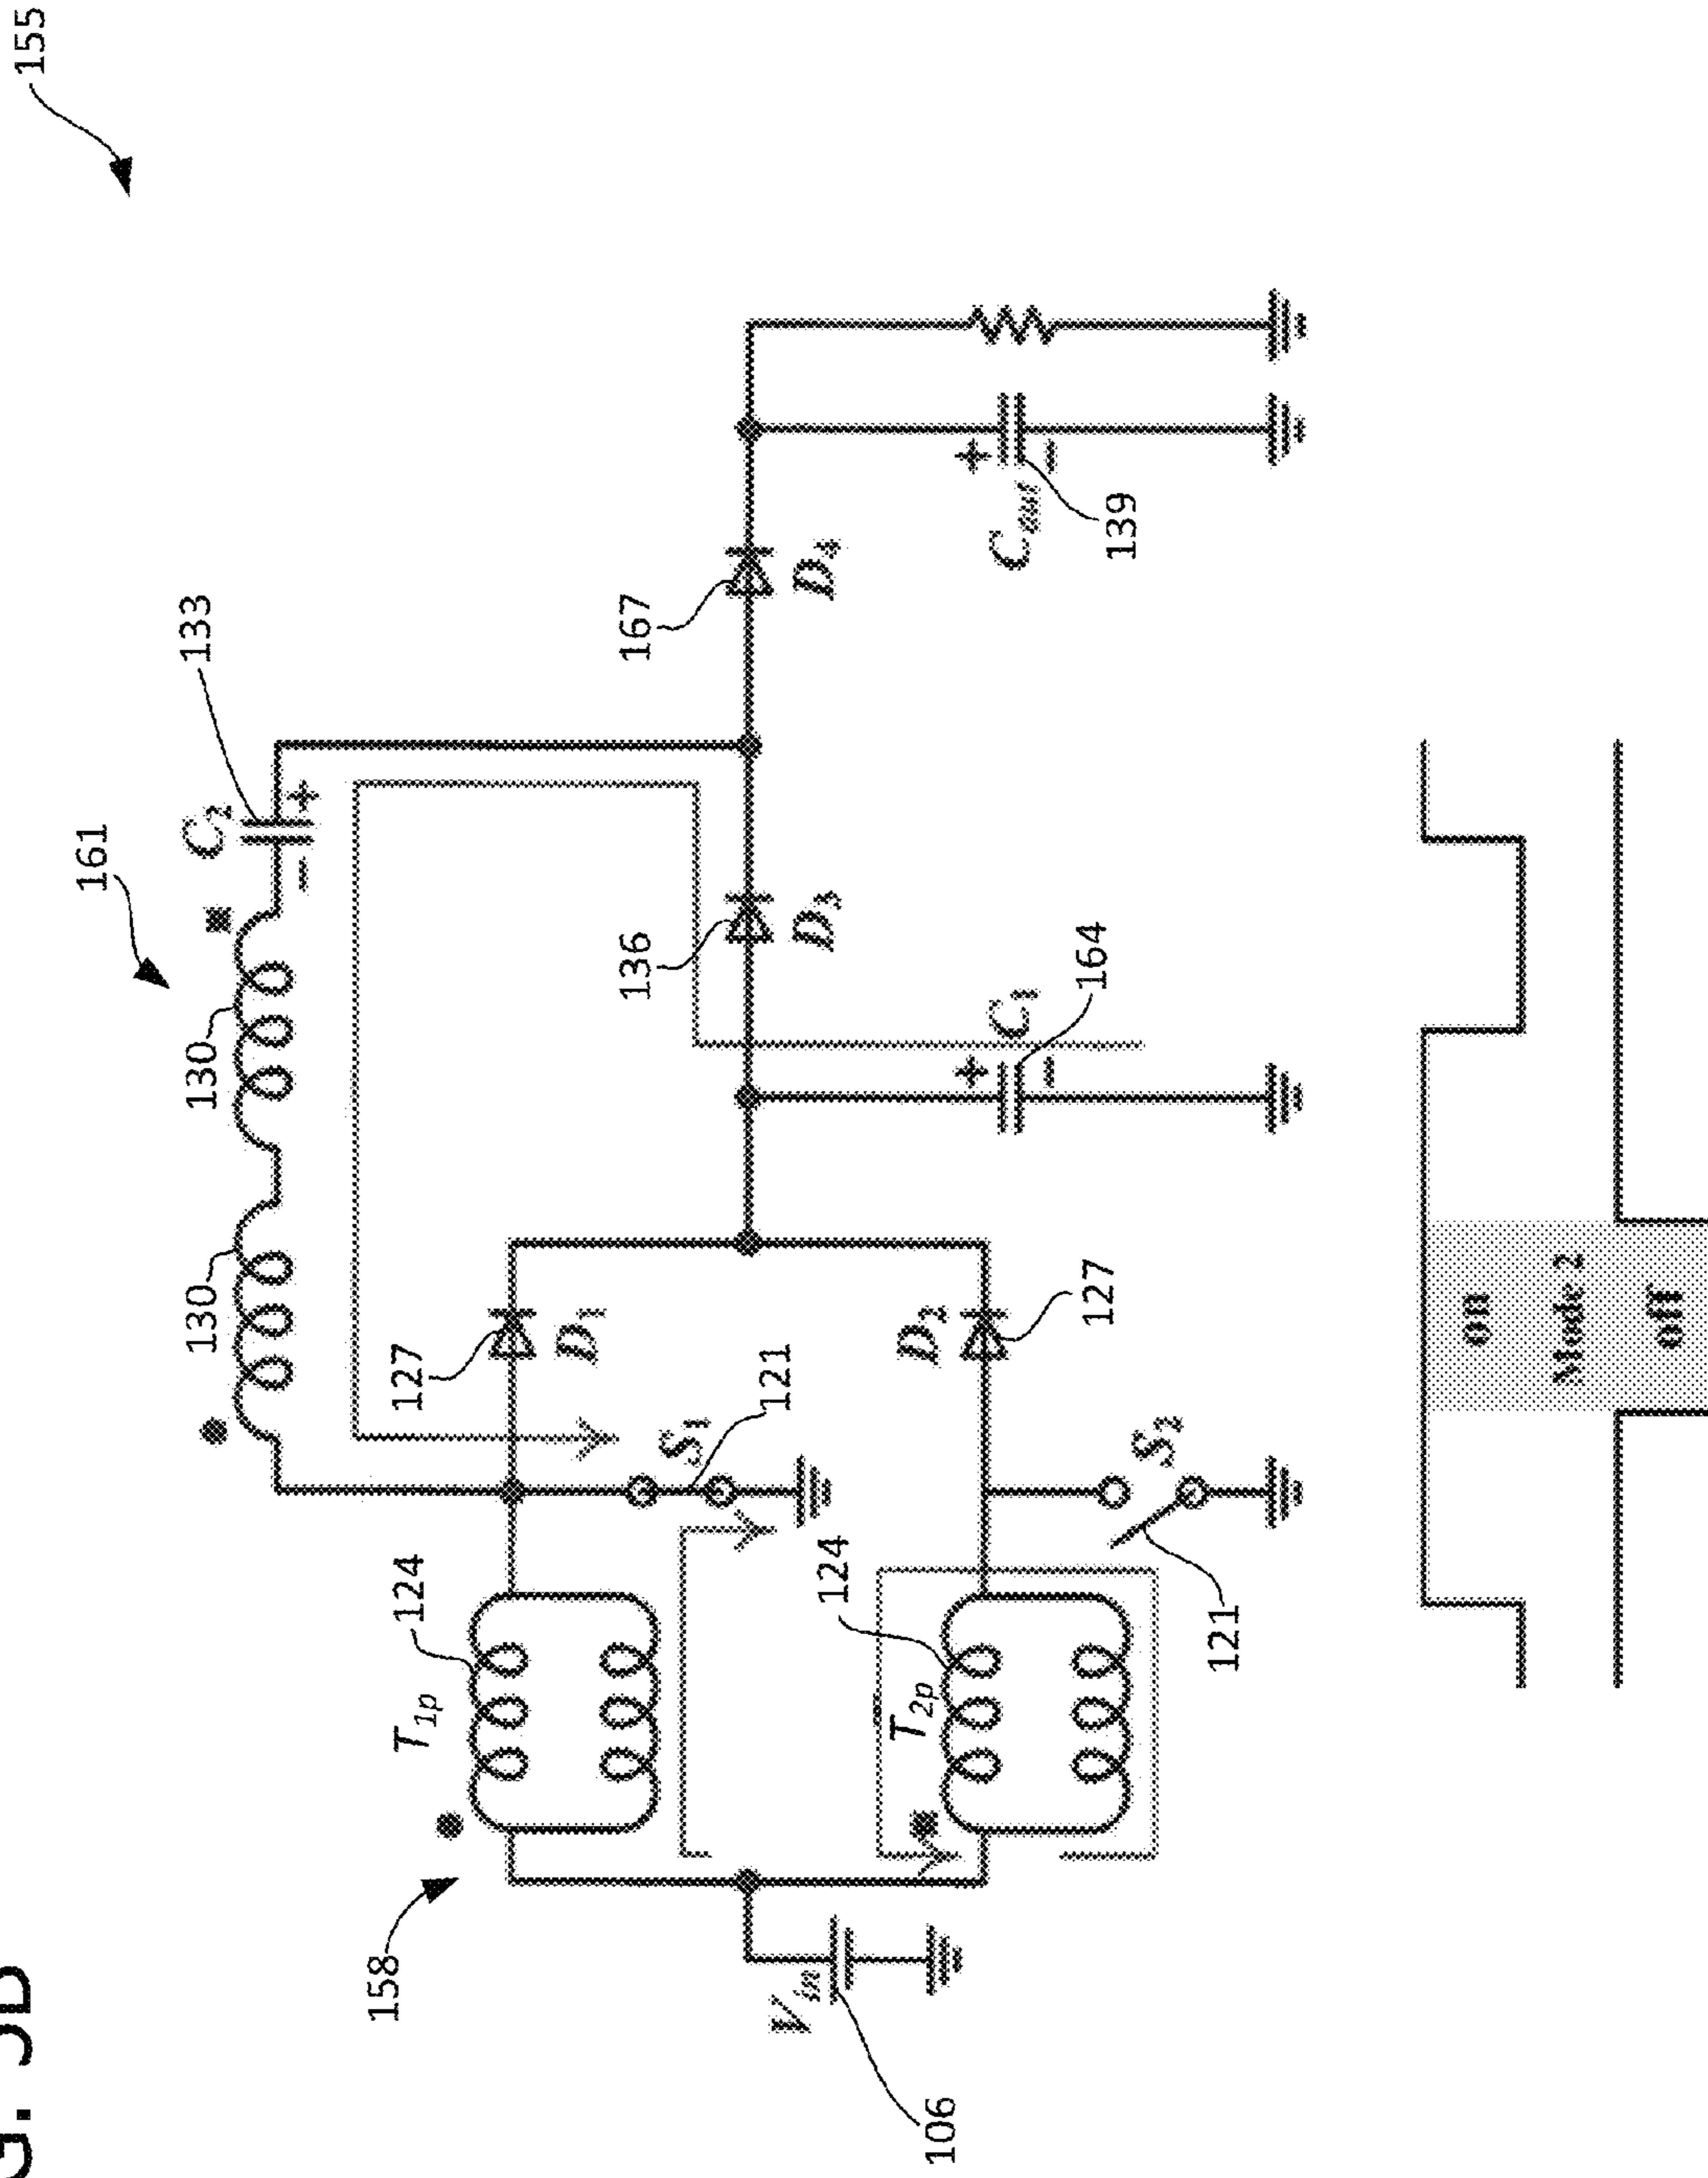 G. 5B
155
161
133
C₂
130
130
158
T₁ₚ
124
127
D₁
136
D₃
167
D₄
S₁
121
Vᵢₙ
106
T₂ₚ
124
D₂
127
C₁
164
Cₒᵤₜ
139
S₂
121
+
−
+
−
+
−
on
Mode 2
off